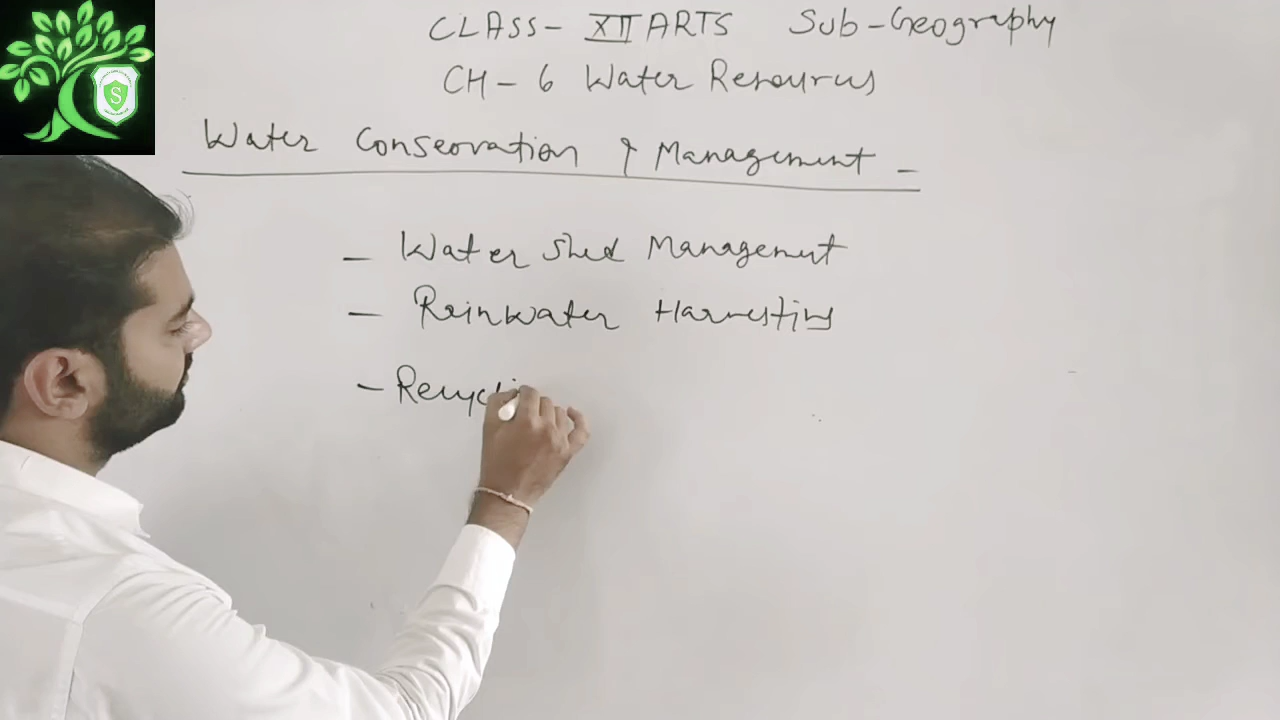 CLASS- XII ARTS Sub-Geography
CH-6 Water Resources
Water Conservation & Management -
- Water Shed Management
- Rainwater Harvesting
- Recycli
S